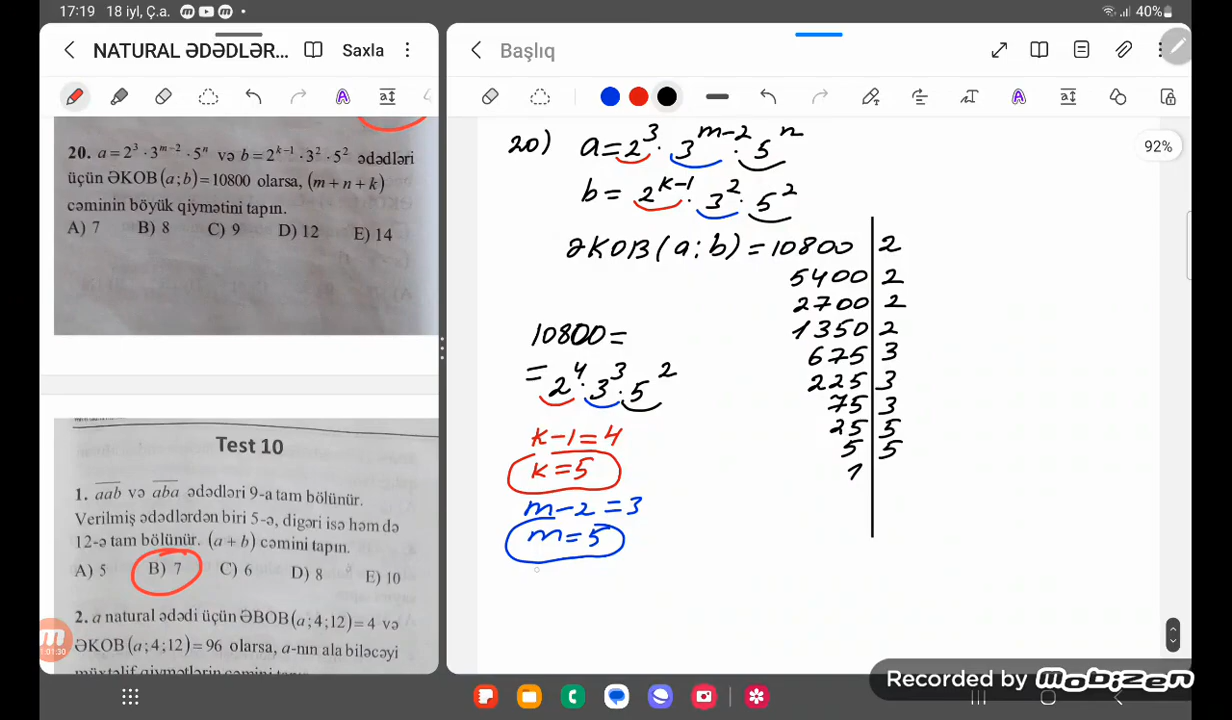 17:19 18 iyl, Ç.a.
40%
NATURAL ƏDƏDLƏR...
Saxla
20. a=2³·3ᵐ⁻²·5ⁿ və b=2ᵏ⁻¹·3²·5² ədədləri
üçün ƏKOB(a;b)=10800 olarsa, (m+n+k)
cəminin böyük qiymətini tapın.
A) 7 B) 8 C) 9 D) 12 E) 14
Test 10
1. aab və aba ədədləri 9-a tam bölünür.
Verilmiş ədədlərdən biri 5-ə, digəri isə həm də
12-ə tam bölünür. (a+b) cəmini tapın.
A) 5 B) 7 C) 6 D) 8 E) 10
2. a natural ədədi üçün ƏBOB(a;4;12)=4 və
ƏKOB(a;4;12)=96 olarsa, a-nın ala biləcəyi
müxtəlif qiymətlərin cəmini tapın
01:30
Başlıq
92%
20) a=2³·3ᵐ⁻²·5ⁿ
b=2ᵏ⁻¹·3²·5²
ƏKOB(a;b)=10800 2
5400 2
2700 2
1350 2
675 3
225 3
75 3
25 5
5 5
1
10800=
=2⁴·3³·5²
k-1=4
k=5
m-2=3
m=5
Recorded by mobizen